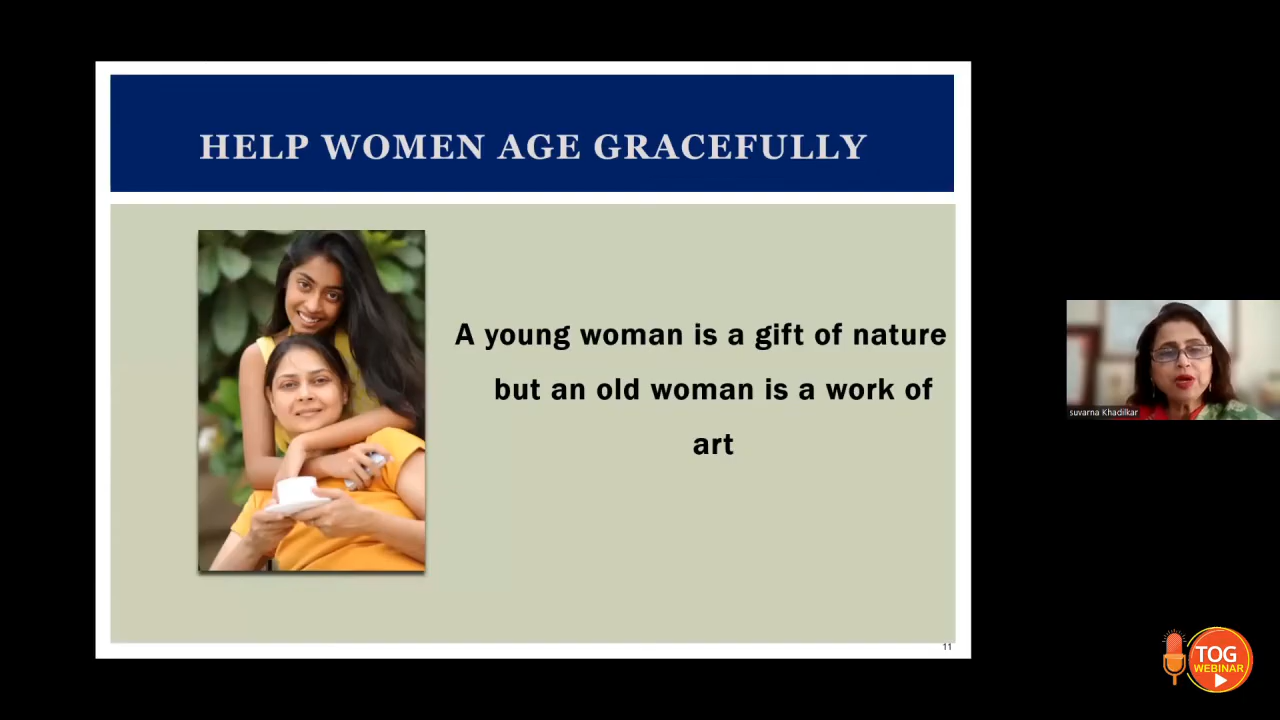 HELP WOMEN AGE GRACEFULLY
A young woman is a gift of nature
but an old woman is a work of
art
11
suvarna Khadilkar
TOG
WEBINAR